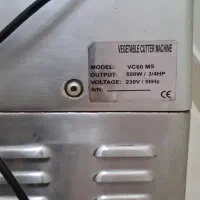 VEGETABLE CUTTER MACHINE
MODEL: VC60 MS
OUTPUT: 550W / 3/4HP
VOLTAGE: 230V / 50Hz
S/N:
CE